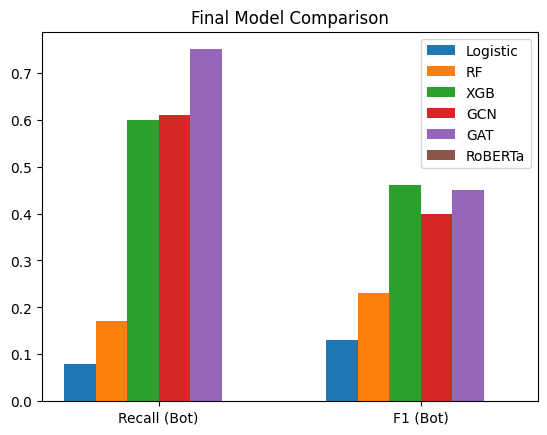 Final Model Comparison
Logistic
RF
XGB
GCN
GAT
RoBERTa
0.7
0.6
0.5
0.4
0.3
0.2
0.1
0.0
Recall (Bot)
F1 (Bot)